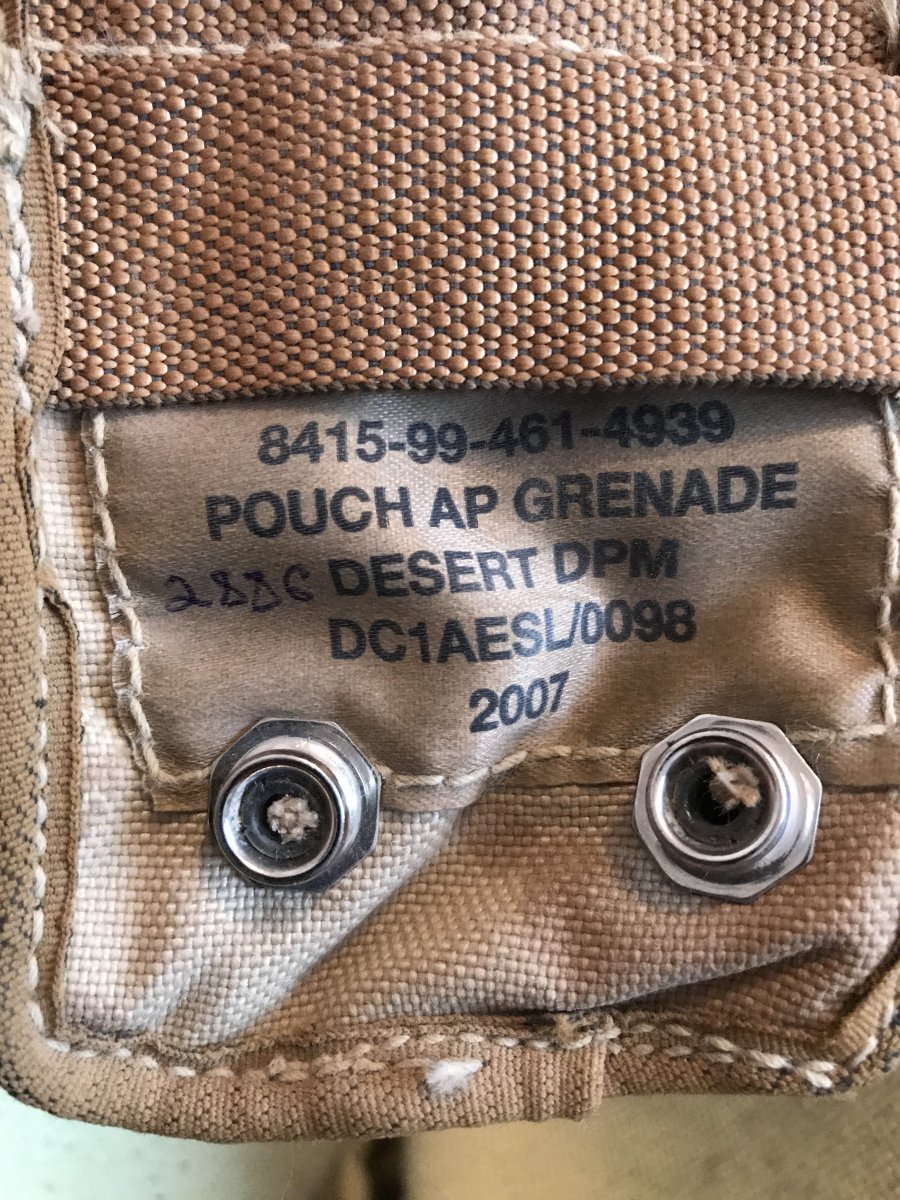 8415-99-461-4939
POUCH AP GRENADE
DESERT DPM
DC1AESL/0098
2007